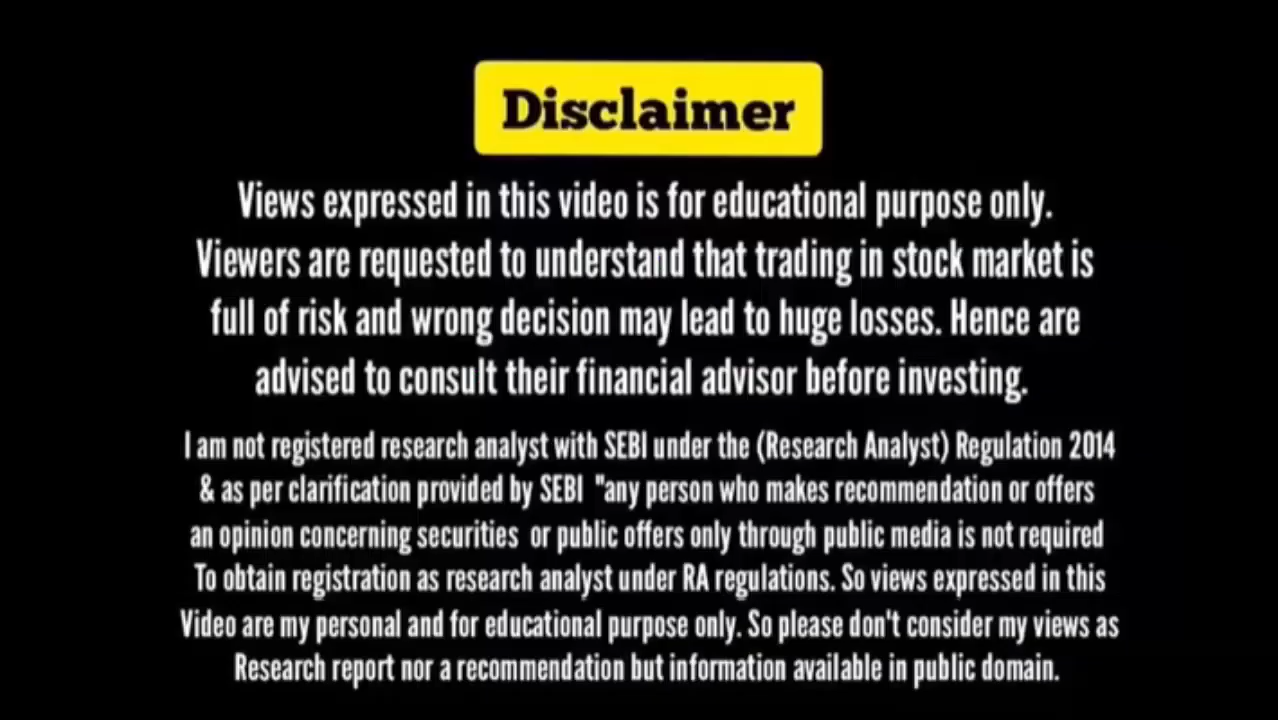 Disclaimer
Views expressed in this video is for educational purpose only.
Viewers are requested to understand that trading in stock market is
full of risk and wrong decision may lead to huge losses. Hence are
advised to consult their financial advisor before investing.
I am not registered research analyst with SEBI under the (Research Analyst) Regulation 2014
& as per clarification provided by SEBI "any person who makes recommendation or offers
an opinion concerning securities or public offers only through public media is not required
To obtain registration as research analyst under RA regulations. So views expressed in this
Video are my personal and for educational purpose only. So please don't consider my views as
Research report nor a recommendation but information available in public domain.